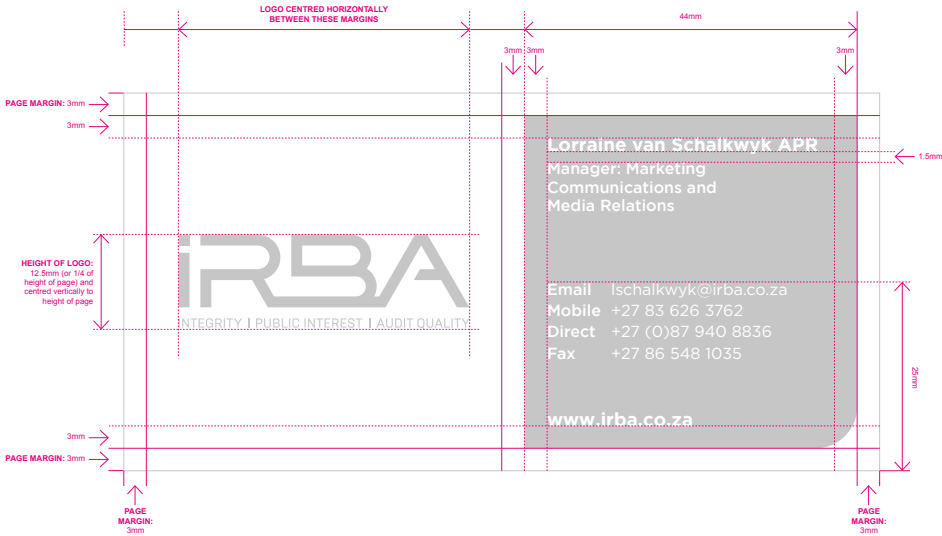 LOGO CENTRED HORIZONTALLY
BETWEEN THESE MARGINS
44mm
3mm 3mm
3mm
PAGE MARGIN: 3mm
3mm
Lorraine van Schalkwyk APR
1.5mm
Manager: Marketing
Communications and
Media Relations
HEIGHT OF LOGO:
12.5mm (or 1/4 of
height of page) and
centred vertically to
height of page
iRBA
INTEGRITY | PUBLIC INTEREST | AUDIT QUALITY
Email lschalkwyk@irba.co.za
Mobile +27 83 626 3762
Direct +27 (0)87 940 8836
Fax +27 86 548 1035
25mm
www.irba.co.za
3mm
PAGE MARGIN: 3mm
PAGE
MARGIN:
3mm
PAGE
MARGIN:
3mm